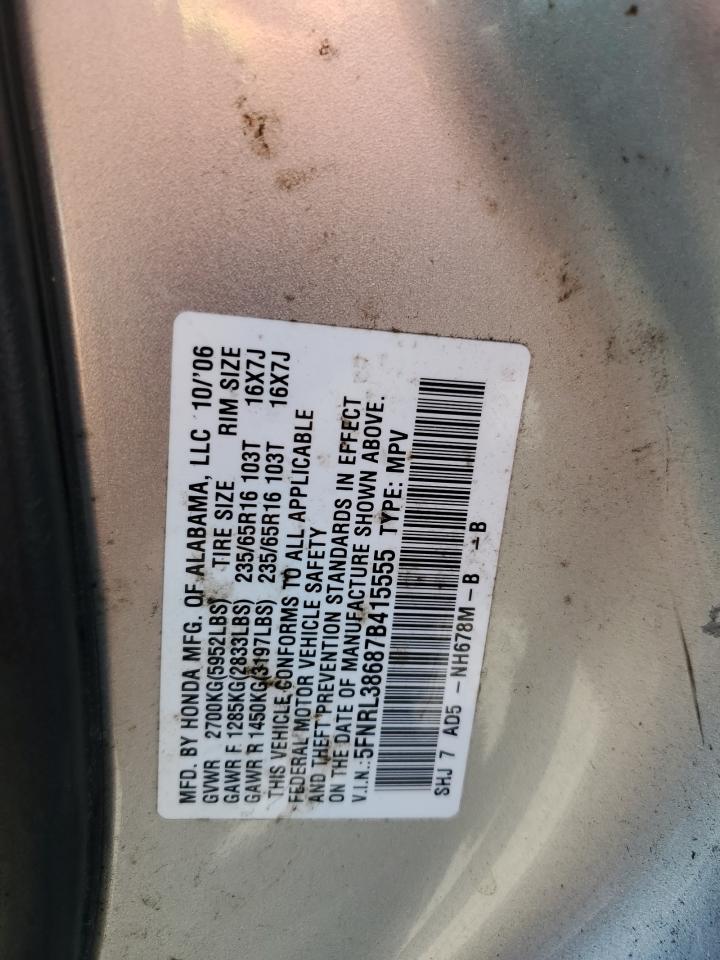 MFD. BY HONDA MFG. OF ALABAMA, LLC 10/'06
GVWR 2700KG(5952LBS) TIRE SIZE RIM SIZE
GAWR F 1285KG(2833LBS) 235/65R16 103T 16X7J
GAWR R 1450KG(3197LBS) 235/65R16 103T 16X7J
THIS VEHICLE CONFORMS TO ALL APPLICABLE
FEDERAL MOTOR VEHICLE SAFETY
AND THEFT PREVENTION STANDARDS IN EFFECT
ON THE DATE OF MANUFACTURE SHOWN ABOVE.
V.I.N.:5FNRL38687B415555 TYPE: MPV
SHJ 7 AD5 -NH678M-B -B